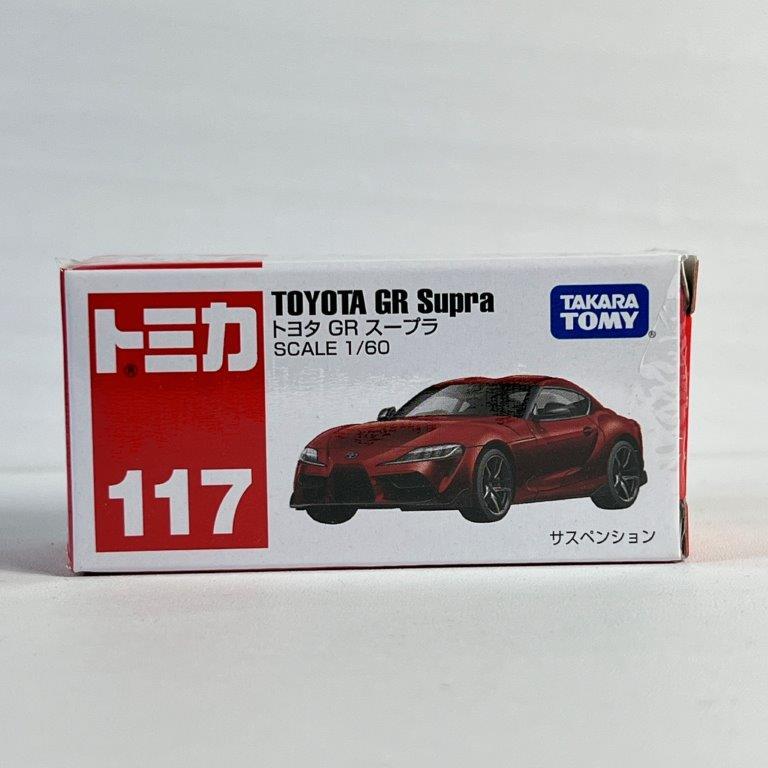 トミカ®
117
TOYOTA GR Supra
トヨタ GR スープラ
SCALE 1/60
TAKARA
TOMY®
サスペンション